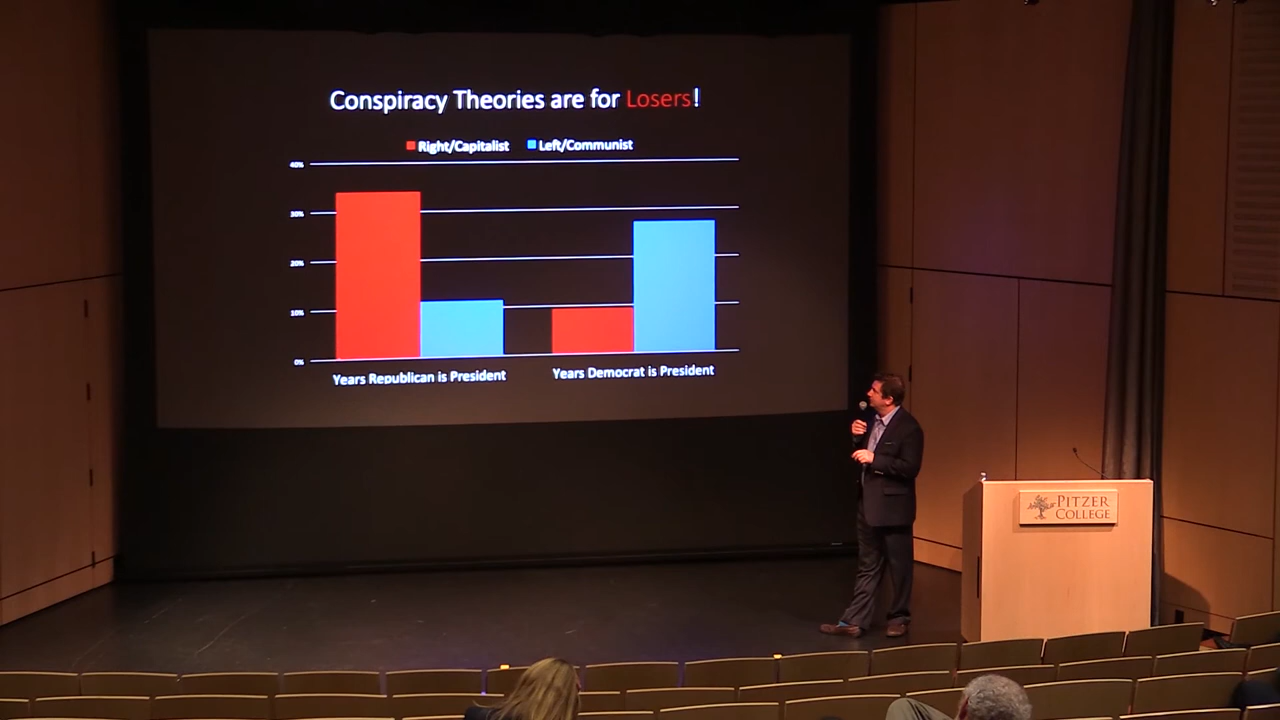 Conspiracy Theories are for Losers!
Right/Capitalist Left/Communist
40%
30%
20%
10%
0%
Years Republican is President Years Democrat is President
PITZER
COLLEGE